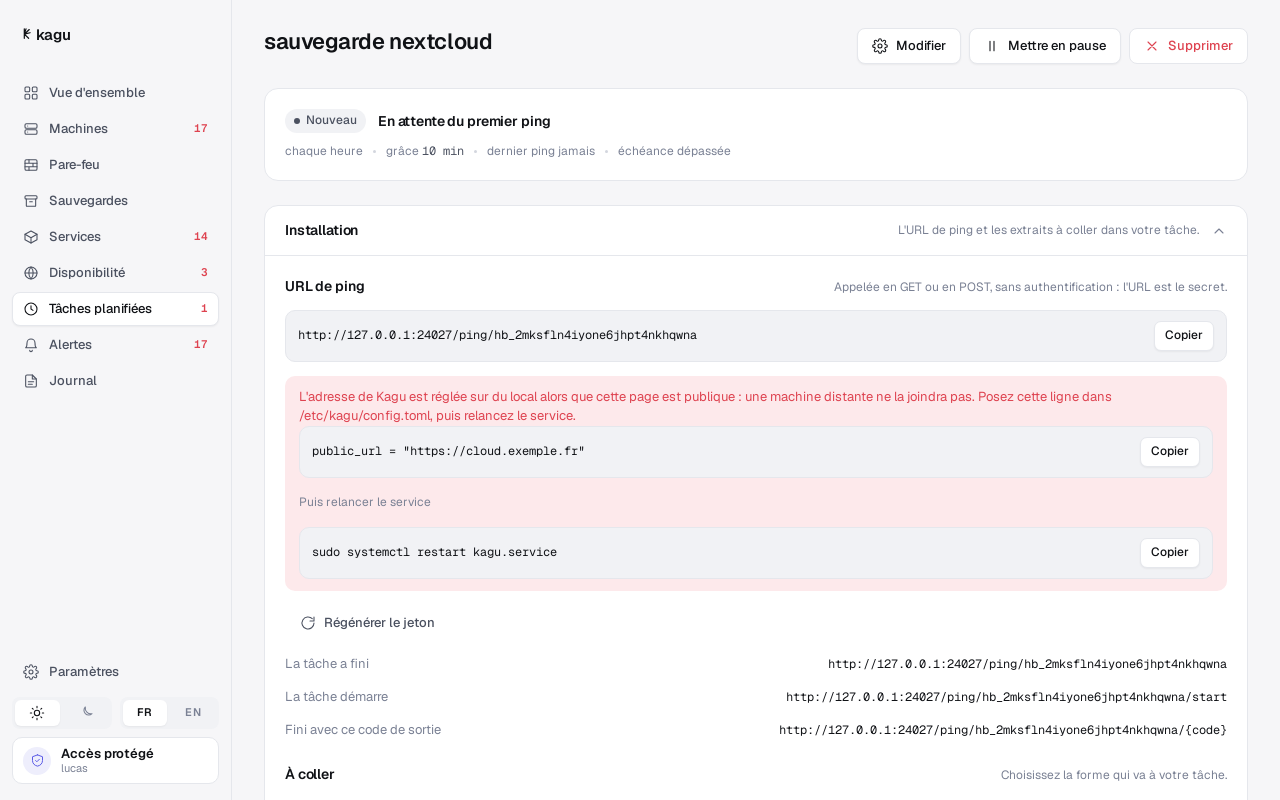 kagu
Vue d'ensemble
Machines 17
Pare-feu
Sauvegardes
Services 14
Disponibilité 3
Tâches planifiées 1
Alertes 17
Journal
Paramètres
FR EN
Accès protégé
lucas
sauvegarde nextcloud
Modifier
Mettre en pause
Supprimer
Nouveau En attente du premier ping
chaque heure • grâce 10 min • dernier ping jamais • échéance dépassée
Installation L'URL de ping et les extraits à coller dans votre tâche.
URL de ping Appelée en GET ou en POST, sans authentification : l'URL est le secret.
http://127.0.0.1:24027/ping/hb_2mksfln4iyone6jhpt4nkhqwna Copier
L'adresse de Kagu est réglée sur du local alors que cette page est publique : une machine distante ne la joindra pas. Posez cette ligne dans
/etc/kagu/config.toml, puis relancez le service.
public_url = "https://cloud.exemple.fr" Copier
Puis relancer le service
sudo systemctl restart kagu.service Copier
Régénérer le jeton
La tâche a fini http://127.0.0.1:24027/ping/hb_2mksfln4iyone6jhpt4nkhqwna
La tâche démarre http://127.0.0.1:24027/ping/hb_2mksfln4iyone6jhpt4nkhqwna/start
Fini avec ce code de sortie http://127.0.0.1:24027/ping/hb_2mksfln4iyone6jhpt4nkhqwna/{code}
À coller Choisissez la forme qui va à votre tâche.